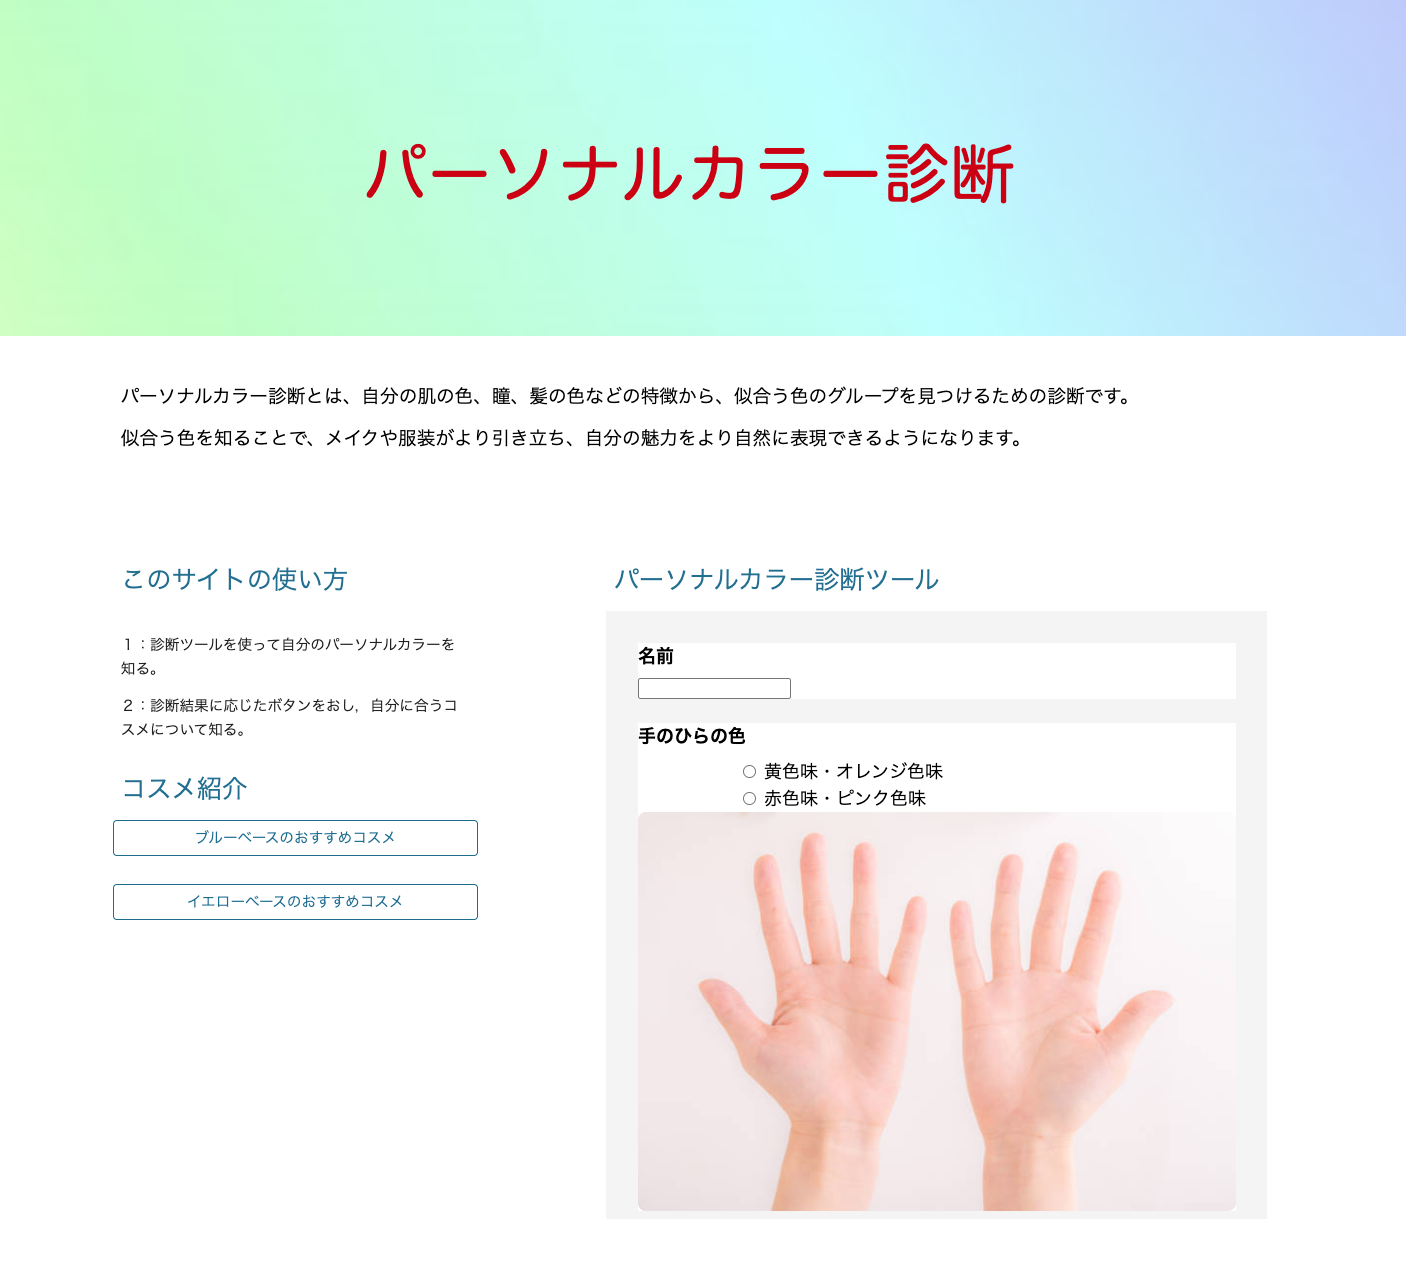 パーソナルカラー診断
パーソナルカラー診断とは、自分の肌の色、瞳、髪の色などの特徴から、似合う色のグループを見つけるための診断です。
似合う色を知ることで、メイクや服装がより引き立ち、自分の魅力をより自然に表現できるようになります。
このサイトの使い方
１：診断ツールを使って自分のパーソナルカラーを
知る。
２：診断結果に応じたボタンをおし，自分に合うコ
スメについて知る。
コスメ紹介
ブルーベースのおすすめコスメ
イエローベースのおすすめコスメ
パーソナルカラー診断ツール
名前
手のひらの色
黄色味・オレンジ色味
赤色味・ピンク色味